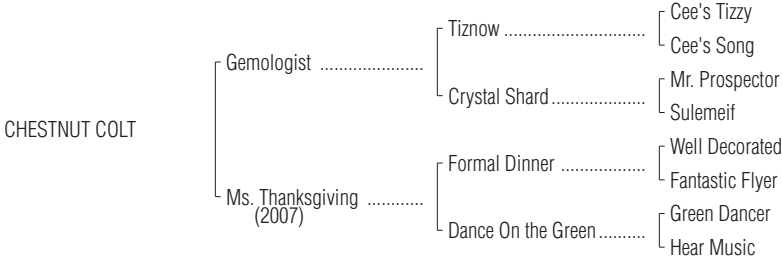 Cee's Tizzy
Tiznow ..............................
Cee's Song
Gemologist ......................
Mr. Prospector
Crystal Shard....................
Sulemeif
CHESTNUT COLT
Well Decorated
Formal Dinner ..................
Fantastic Flyer
Ms. Thanksgiving ............
(2007)
Green Dancer
Dance On the Green..........
Hear Music